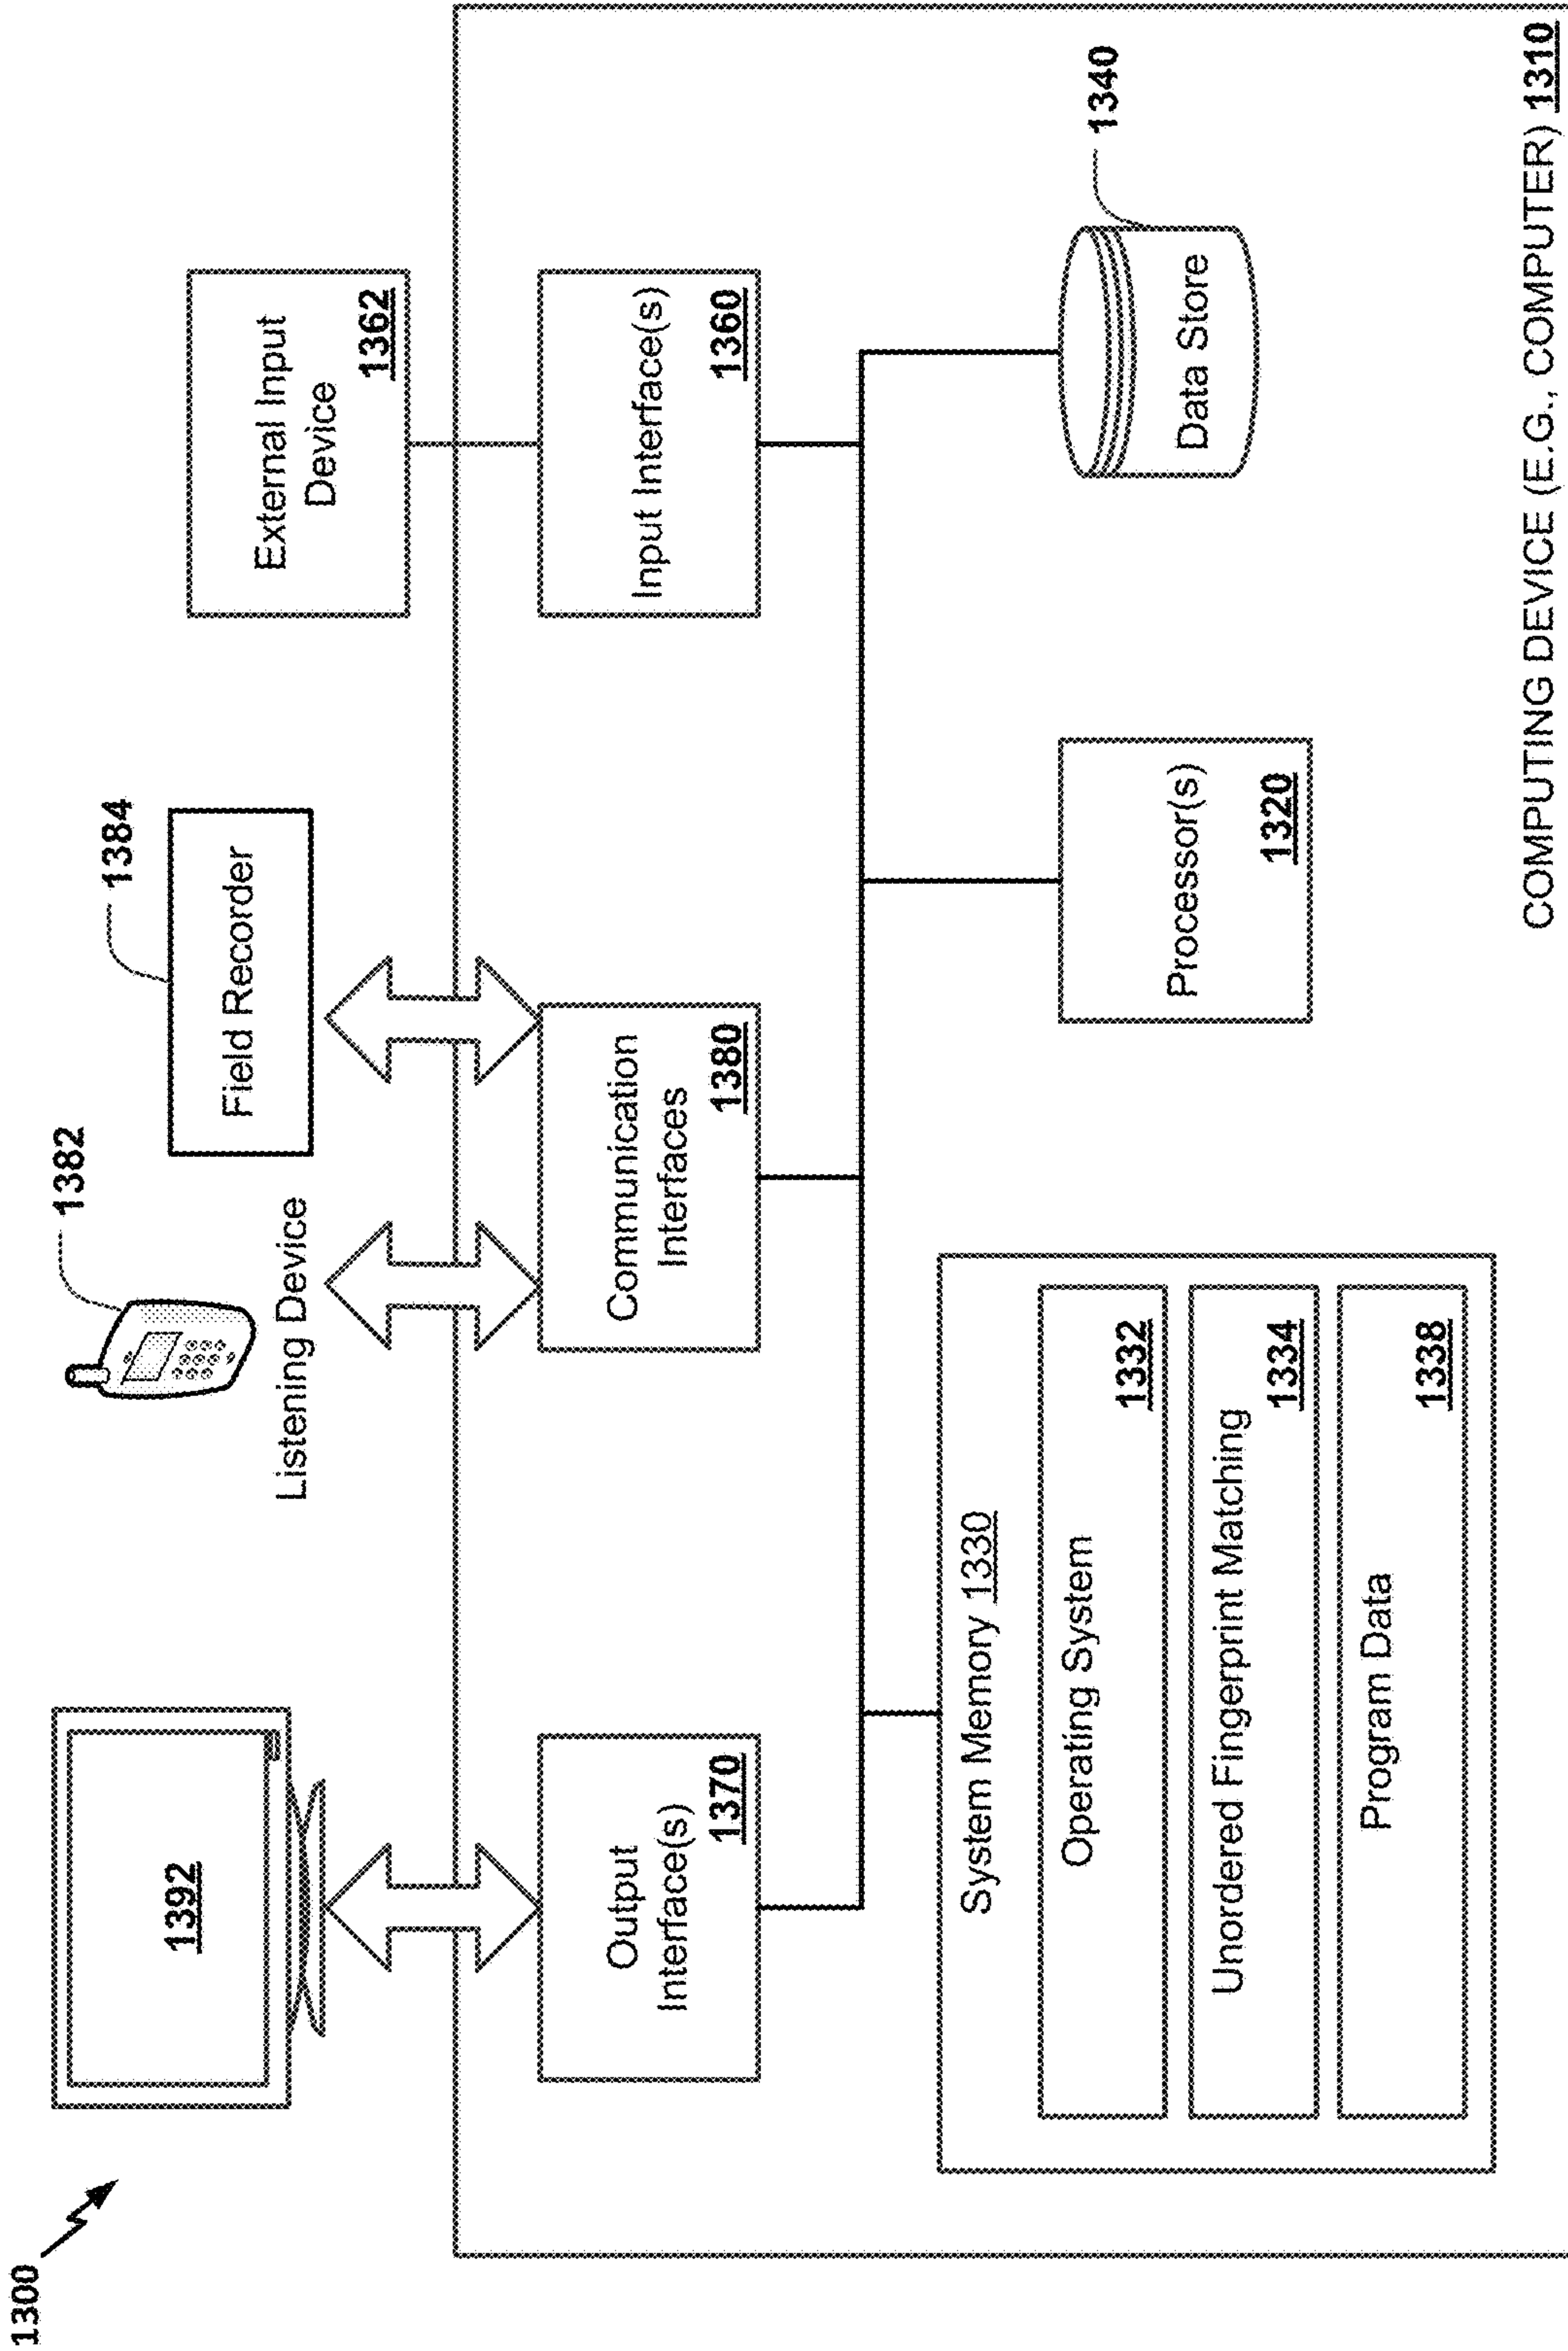 1300
1392
1382
Listening Device
1384
Field Recorder
External Input
Device
1362
Output
Interface(s)
1370
Communication
Interfaces
1380
Input Interface(s)
1360
System Memory 1330
Operating System
1332
Unordered Fingerprint Matching
1334
Program Data
1338
Processor(s)
1320
1340
Data Store
COMPUTING DEVICE (E.G., COMPUTER) 1310